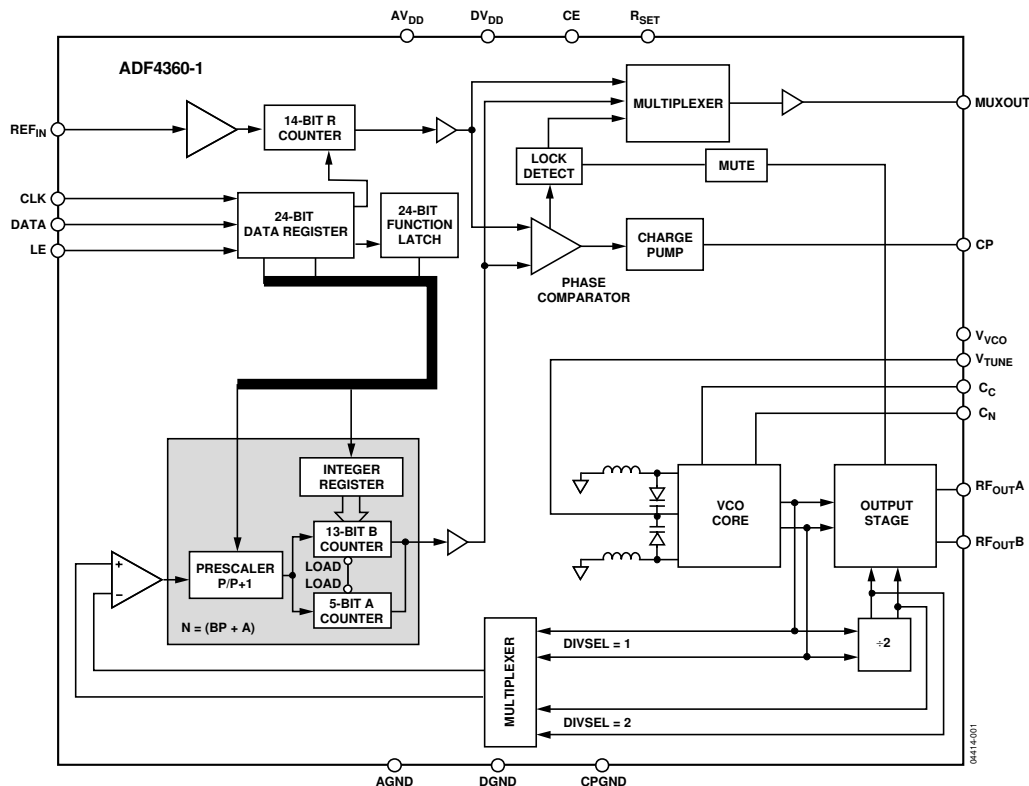 AVDD
DVDD
CE
RSET
ADF4360-1
MULTIPLEXER
MUXOUT
REFIN
14-BIT R
COUNTER
LOCK
DETECT
MUTE
CLK
DATA
LE
24-BIT
DATA REGISTER
24-BIT
FUNCTION
LATCH
CHARGE
PUMP
CP
PHASE
COMPARATOR
VVCO
VTUNE
CC
CN
INTEGER
REGISTER
13-BIT B
COUNTER
LOAD
LOAD
5-BIT A
COUNTER
PRESCALER
P/P+1
+
−
N = (BP + A)
VCO
CORE
OUTPUT
STAGE
RFOUTA
RFOUTB
MULTIPLEXER
DIVSEL = 1
÷2
DIVSEL = 2
04414-001
AGND
DGND
CPGND